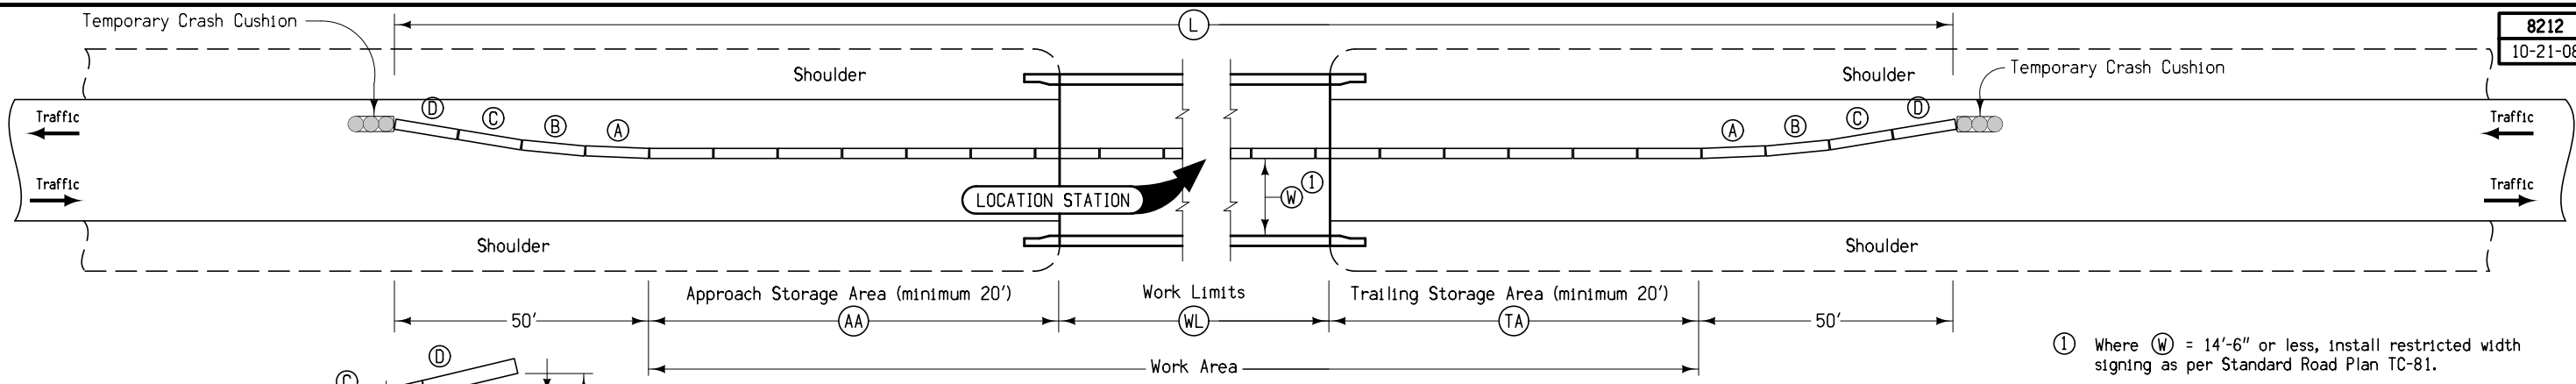 Temporary Crash Cushion
L
8212
10-21-08
Shoulder
Shoulder
Temporary Crash Cushion
Traffic
D
C
B
A
A
B
C
D
Traffic
Traffic
LOCATION STATION
W
1
Traffic
Shoulder
Shoulder
Approach Storage Area (minimum 20')
Work Limits
Trailing Storage Area (minimum 20')
50'
AA
WL
TA
50'
1 Where W = 14'-6" or less, install restricted width
signing as per Standard Road Plan TC-81.
D
C
Work Area